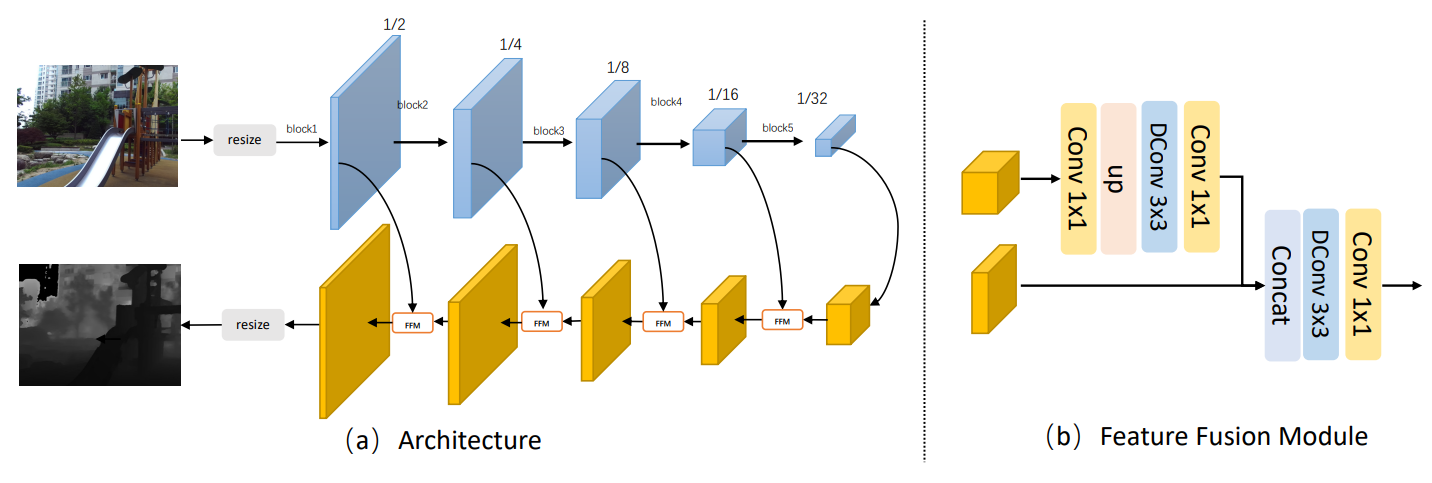 1/2
1/4
1/8
1/16
1/32
resize
block1
block2
block3
block4
block5
resize
FFM
FFM
FFM
FFM
（a） Architecture
Conv 1x1
up
DConv 3x3
Conv 1x1
Concat
DConv 3x3
Conv 1x1
（b） Feature Fusion Module